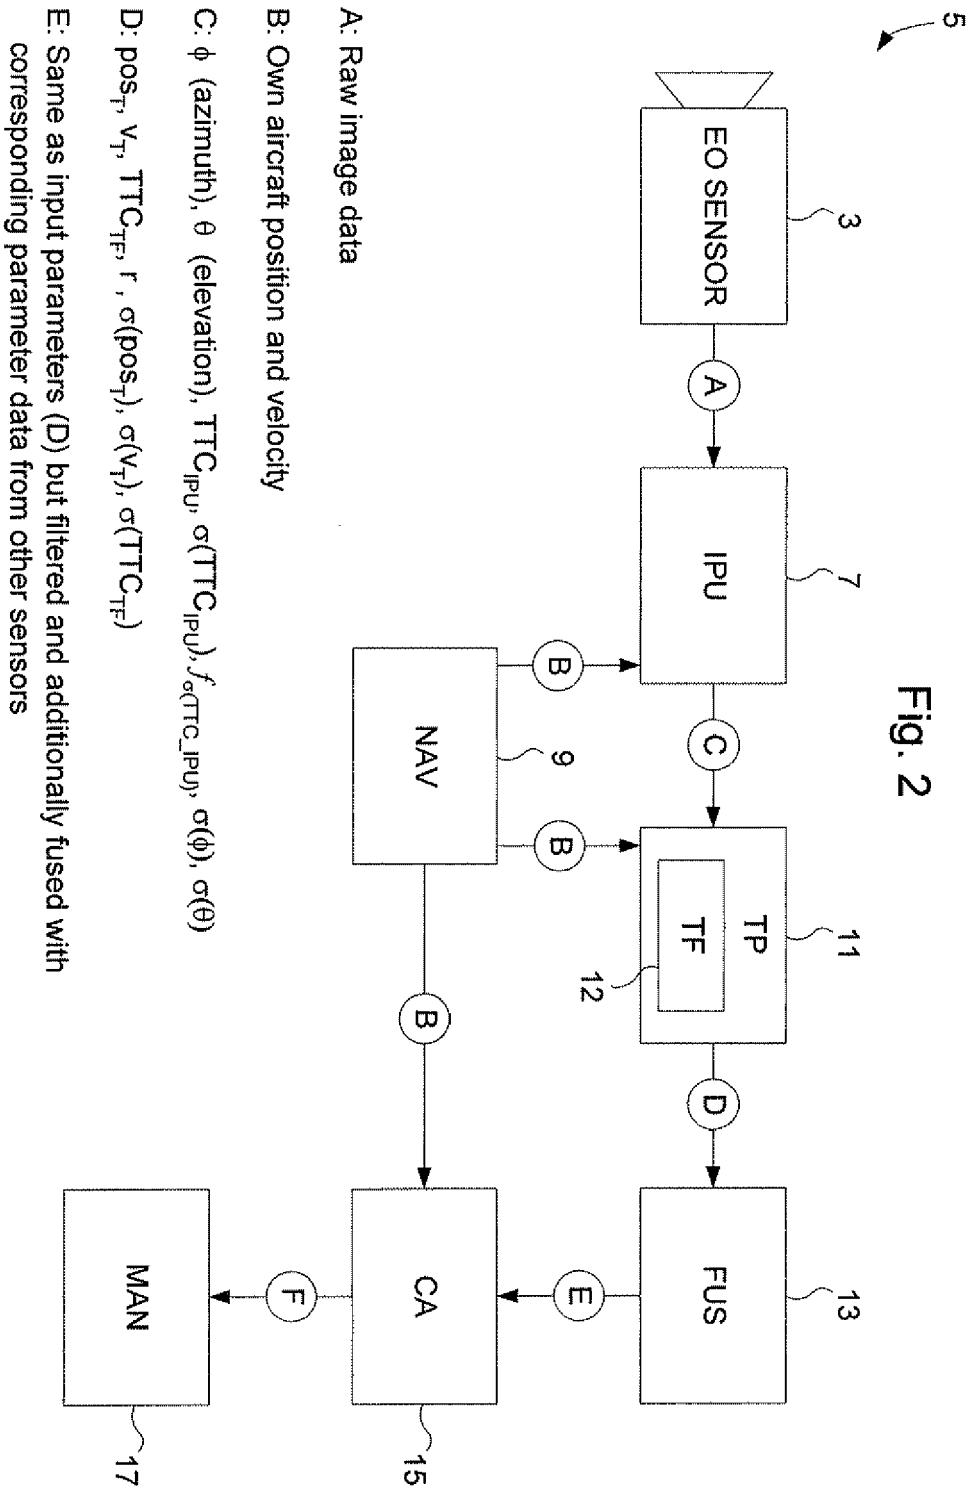 Fig. 2
5
3
7
11
13
EO SENSOR
A
IPU
C
TP
TF
12
D
FUS
B
B
E
9
NAV
B
CA
15
F
MAN
17
A: Raw image data
B: Own aircraft position and velocity
C: ϕ (azimuth), θ (elevation), TTC_IPU, σ(TTC_IPU), f_σ(TTC_IPU), σ(ϕ), σ(θ)
D: pos_T, v_T, TTC_TF, r , σ(pos_T), σ(v_T), σ(TTC_TF)
E: Same as input parameters (D) but filtered and additionally fused with
corresponding parameter data from other sensors